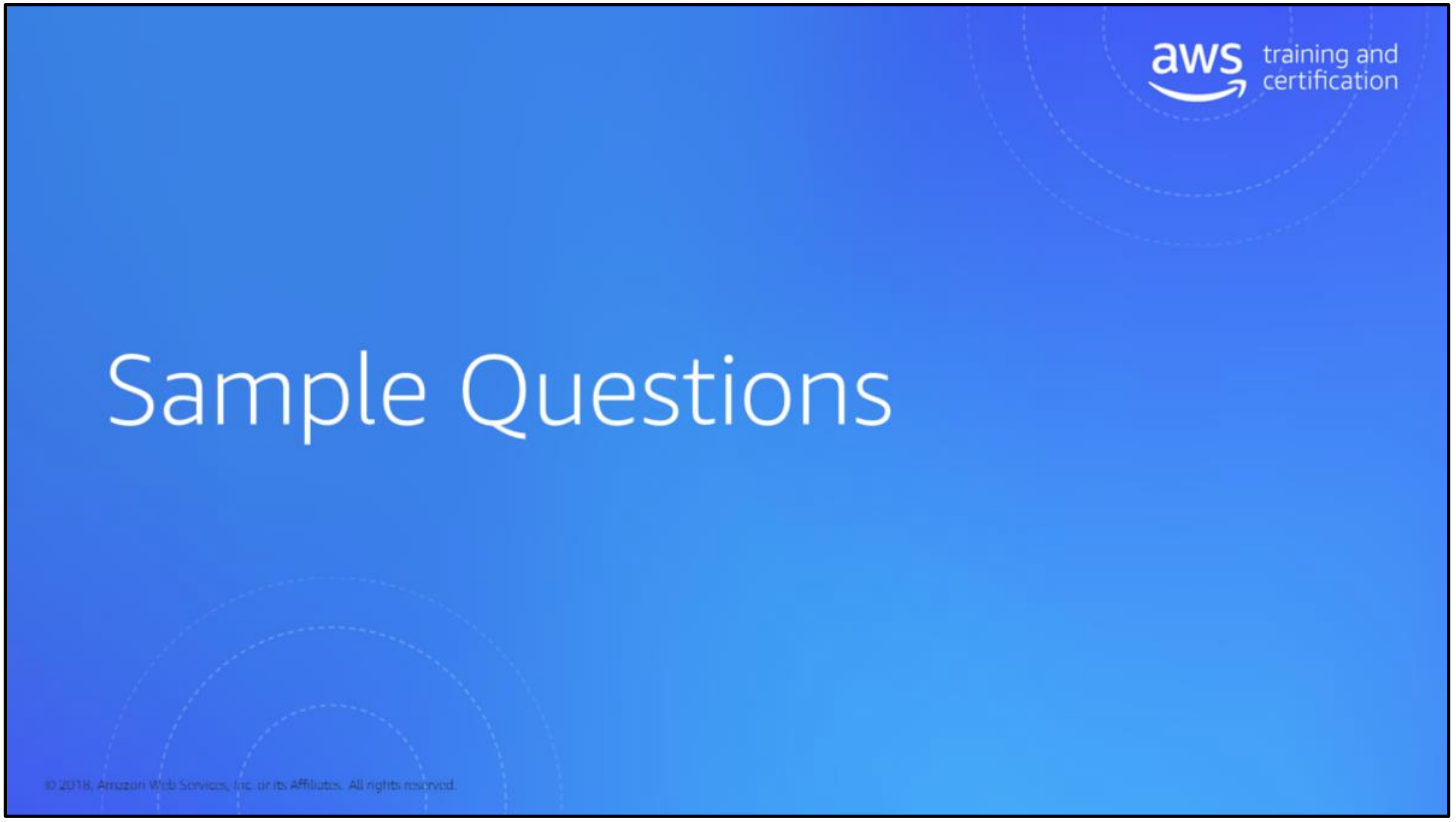 aws training and
certification
Sample Questions
© 2018, Amazon Web Services, Inc. or its Affiliates. All rights reserved.